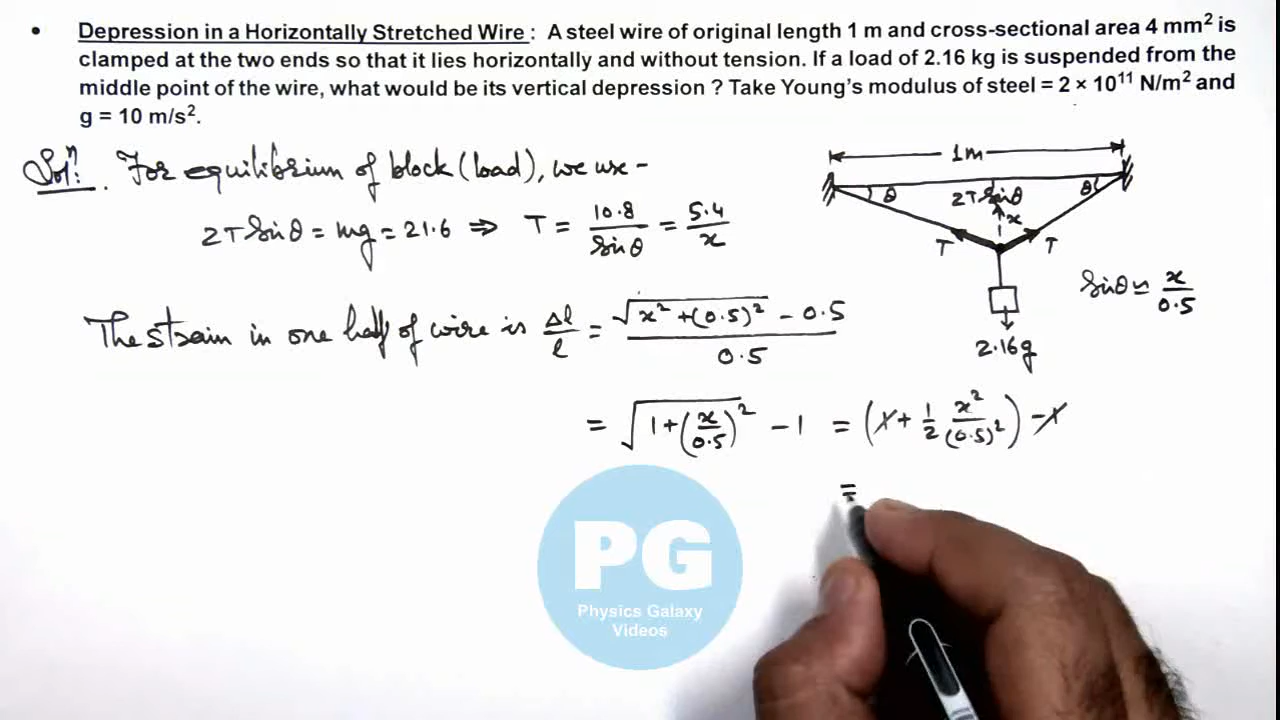 • Depression in a Horizontally Stretched Wire : A steel wire of original length 1 m and cross-sectional area 4 mm² is
clamped at the two ends so that it lies horizontally and without tension. If a load of 2.16 kg is suspended from the
middle point of the wire, what would be its vertical depression ? Take Young's modulus of steel = 2 × 10¹¹ N/m² and
g = 10 m/s².
Solⁿ. For equilibrium of block (load), we use –
2T Sinθ = mg = 21.6 ⇒ T = 10.8/Sinθ = 5.4/x
1m
θ θ
2T Sinθ
x
T T
Sinθ ≃ x/0.5
2.16g
The strain in one half of wire is Δl/l = (√(x² + (0.5)²) - 0.5)/0.5
= √(1 + (x/0.5)²) - 1 = (1 + 1/2 x²/(0.5)²) - 1
=
PG
Physics Galaxy
Videos